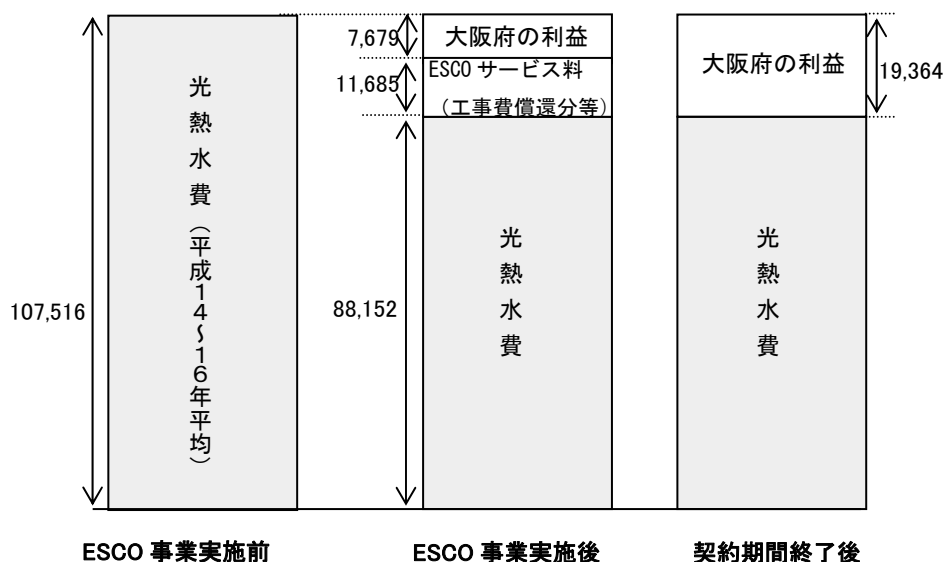 107,516
光熱水費（平成１４～１６年平均）
ESCO 事業実施前
7,679
大阪府の利益
11,685
ESCO サービス料
（工事費償還分等）
88,152
光熱水費
ESCO 事業実施後
大阪府の利益
19,364
光熱水費
契約期間終了後